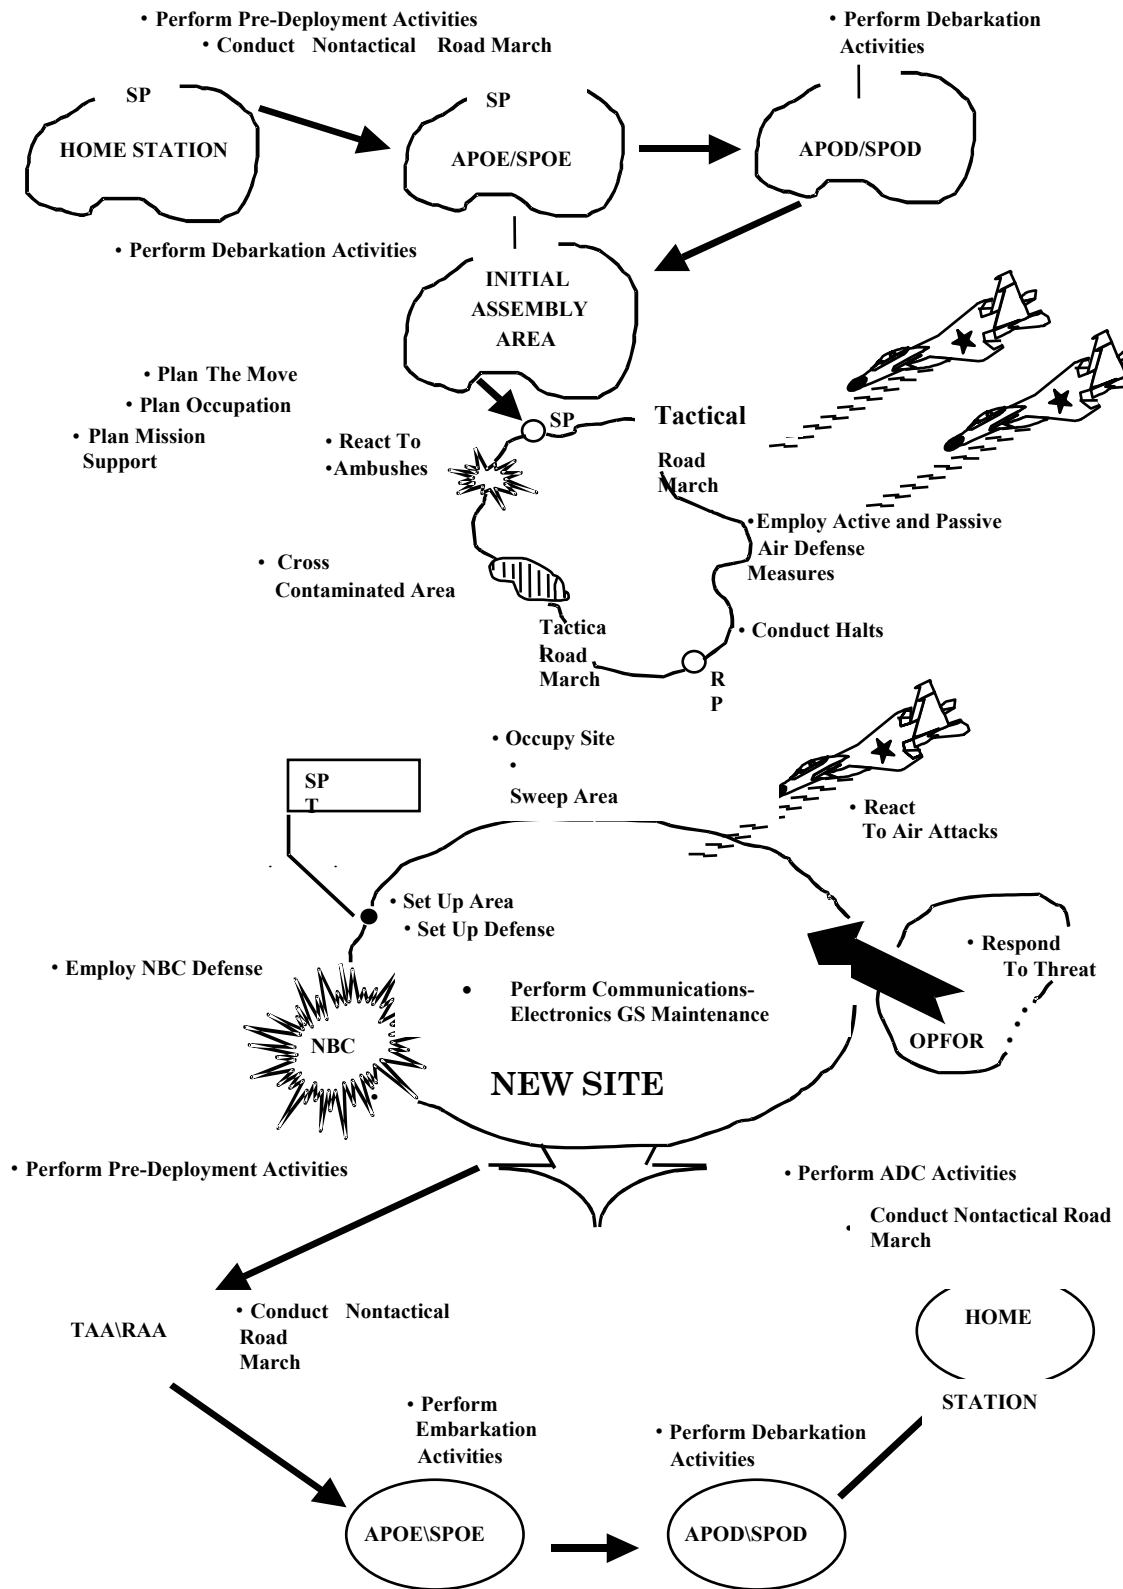 • Perform Pre-Deployment Activities
• Conduct Nontactical Road March
• Perform Debarkation
Activities
SP
HOME STATION
SP
APOE/SPOE
APOD/SPOD
• Perform Debarkation Activities
INITIAL
ASSEMBLY
AREA
• Plan The Move
• Plan Occupation
• Plan Mission
Support
• React To
•Ambushes
SP
Tactical
Road
March
•Employ Active and Passive
Air Defense
Measures
• Cross
Contaminated Area
Tactica
l
Road
March
• Conduct Halts
R
P
• Occupy Site
•
Sweep Area
SP
T
• React
To Air Attacks
• Set Up Area
• Set Up Defense
• Respond
To Threat
• Employ NBC Defense
• Perform Communications-
Electronics GS Maintenance
NBC
OPFOR
NEW SITE
• Perform Pre-Deployment Activities
• Perform ADC Activities
• Conduct Nontactical Road
March
TAA\RAA
• Conduct Nontactical
Road
March
HOME
STATION
• Perform
Embarkation
Activities
• Perform Debarkation
Activities
APOE\SPOE
APOD\SPOD